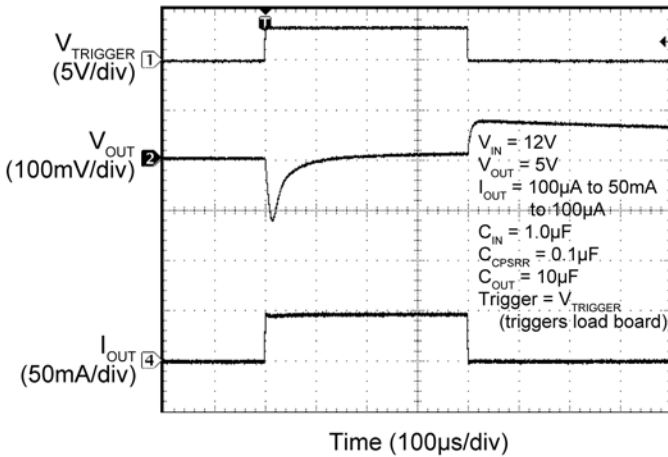 T
V_TRIGGER
(5V/div)
1
V_OUT
(100mV/div)
2
V_IN = 12V
V_OUT = 5V
I_OUT = 100µA to 50mA
to 100µA
C_IN = 1.0µF
C_CPSRR = 0.1µF
C_OUT = 10µF
Trigger = V_TRIGGER
(triggers load board)
I_OUT
(50mA/div)
4
Time (100µs/div)